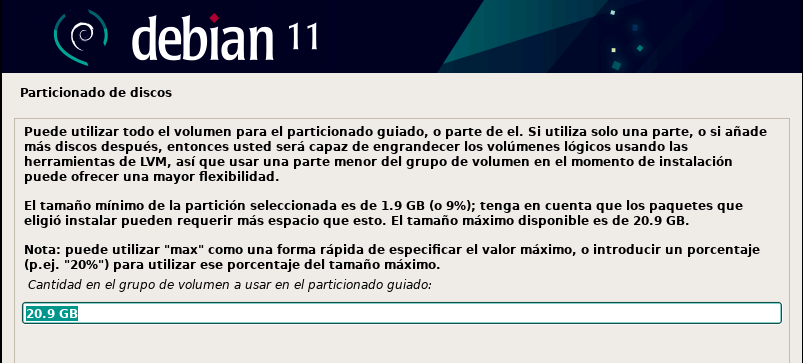 debian 11
Particionado de discos
Puede utilizar todo el volumen para el particionado guiado, o parte de el. Si utiliza solo una parte, o si añade
más discos después, entonces usted será capaz de engrandecer los volúmenes lógicos usando las
herramientas de LVM, así que usar una parte menor del grupo de volumen en el momento de instalación
puede ofrecer una mayor flexibilidad.
El tamaño mínimo de la partición seleccionada es de 1.9 GB (o 9%); tenga en cuenta que los paquetes que
eligió instalar pueden requerir más espacio que esto. El tamaño máximo disponible es de 20.9 GB.
Nota: puede utilizar "max" como una forma rápida de especificar el valor máximo, o introducir un porcentaje
(p.ej. "20%") para utilizar ese porcentaje del tamaño máximo.
Cantidad en el grupo de volumen a usar en el particionado guiado:
20.9 GB